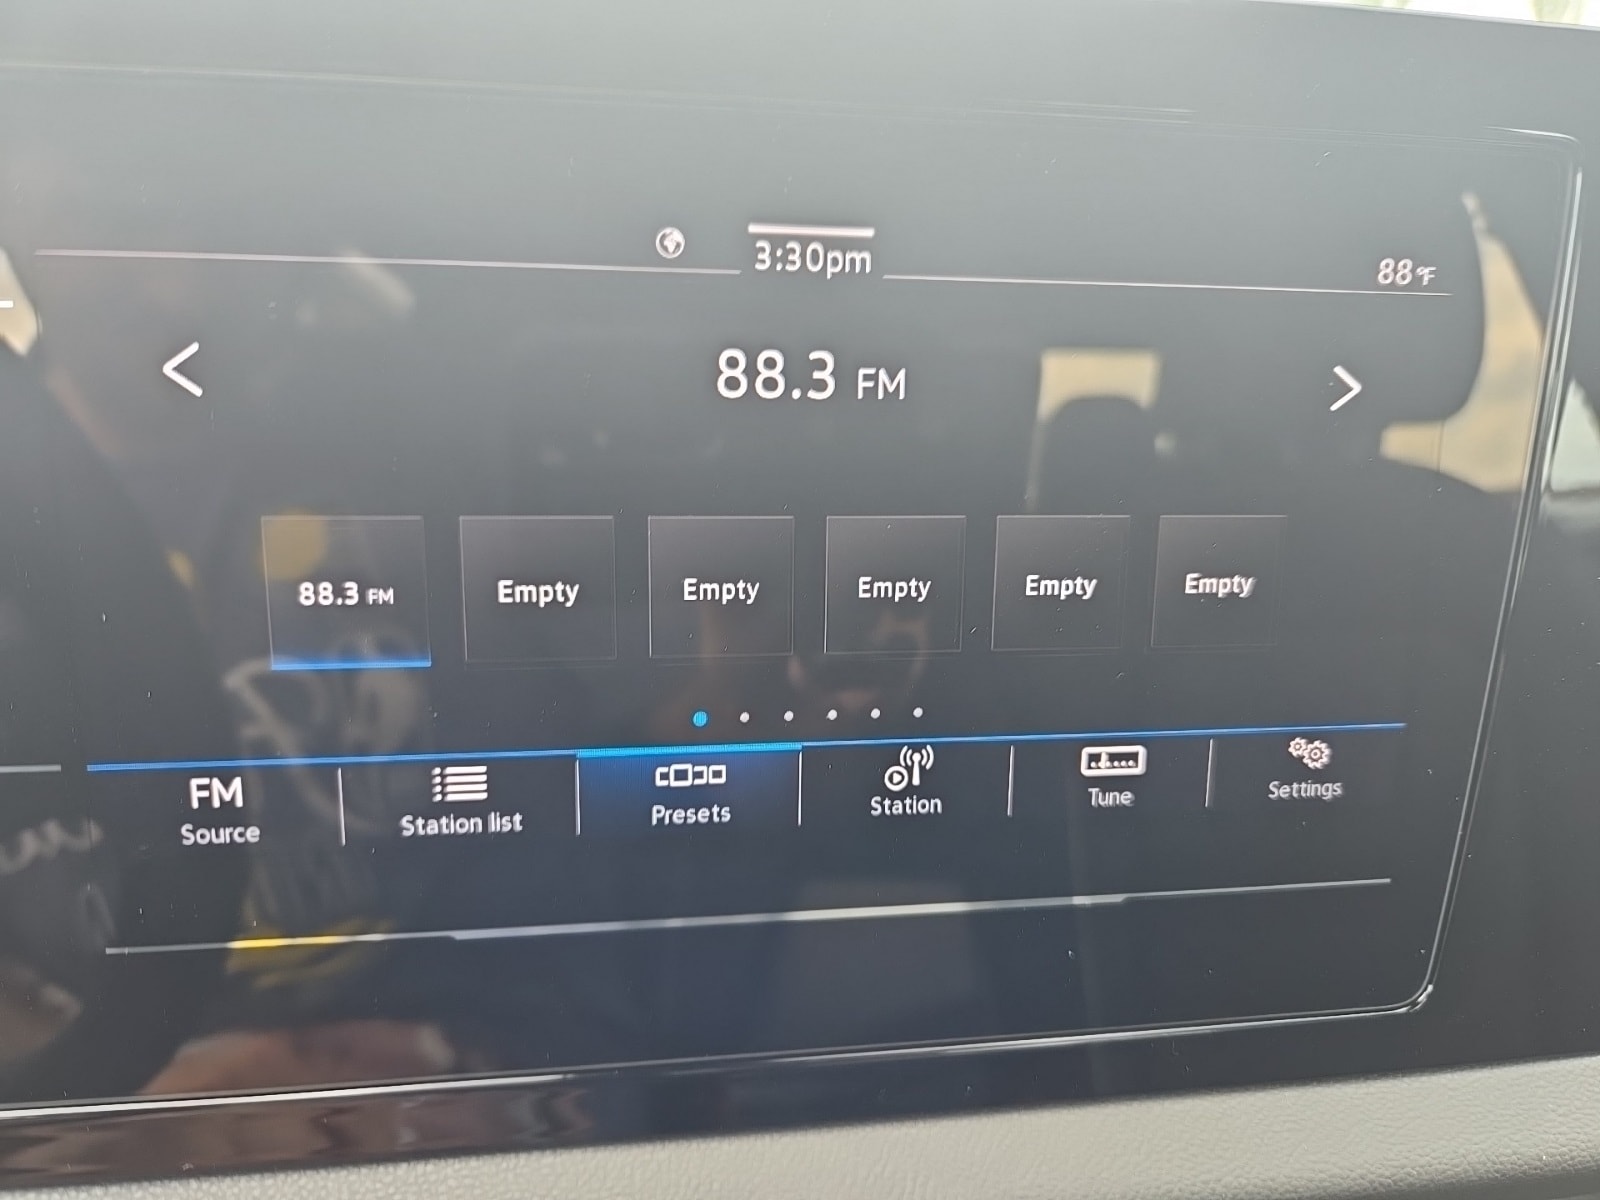 3:30pm
88°F
88.3 FM
88.3 FM
Empty
Empty
Empty
Empty
Empty
FM
Source
Station list
Presets
Station
Tune
Settings